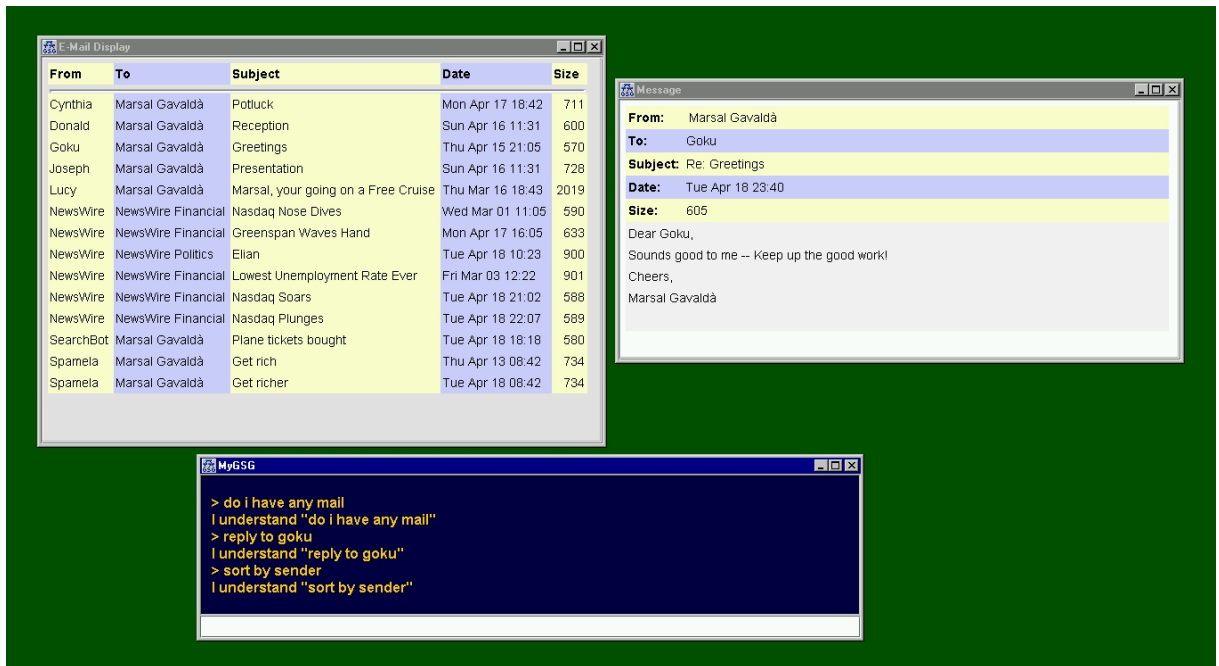 E-Mail Display
From To Subject Date Size
Cynthia Marsal Gavaldà Potluck Mon Apr 17 18:42 711
Donald Marsal Gavaldà Reception Sun Apr 16 11:31 600
Goku Marsal Gavaldà Greetings Thu Apr 15 21:05 570
Joseph Marsal Gavaldà Presentation Sun Apr 16 11:31 728
Lucy Marsal Gavaldà Marsal, your going on a Free Cruise Thu Mar 16 18:43 2019
NewsWire NewsWire Financial Nasdaq Nose Dives Wed Mar 01 11:05 590
NewsWire NewsWire Financial Greenspan Waves Hand Mon Apr 17 16:05 633
NewsWire NewsWire Politics Elian Tue Apr 18 10:23 900
NewsWire NewsWire Financial Lowest Unemployment Rate Ever Fri Mar 03 12:22 901
NewsWire NewsWire Financial Nasdaq Soars Tue Apr 18 21:02 588
NewsWire NewsWire Financial Nasdaq Plunges Tue Apr 18 22:07 589
SearchBot Marsal Gavaldà Plane tickets bought Tue Apr 18 18:18 580
Spamela Marsal Gavaldà Get rich Thu Apr 13 08:42 734
Spamela Marsal Gavaldà Get richer Tue Apr 18 08:42 734
Message
From: Marsal Gavaldà
To: Goku
Subject: Re: Greetings
Date: Tue Apr 18 23:40
Size: 605
Dear Goku,
Sounds good to me -- Keep up the good work!
Cheers,
Marsal Gavaldà
MyGSG
> do i have any mail
I understand "do i have any mail"
> reply to goku
I understand "reply to goku"
> sort by sender
I understand "sort by sender"